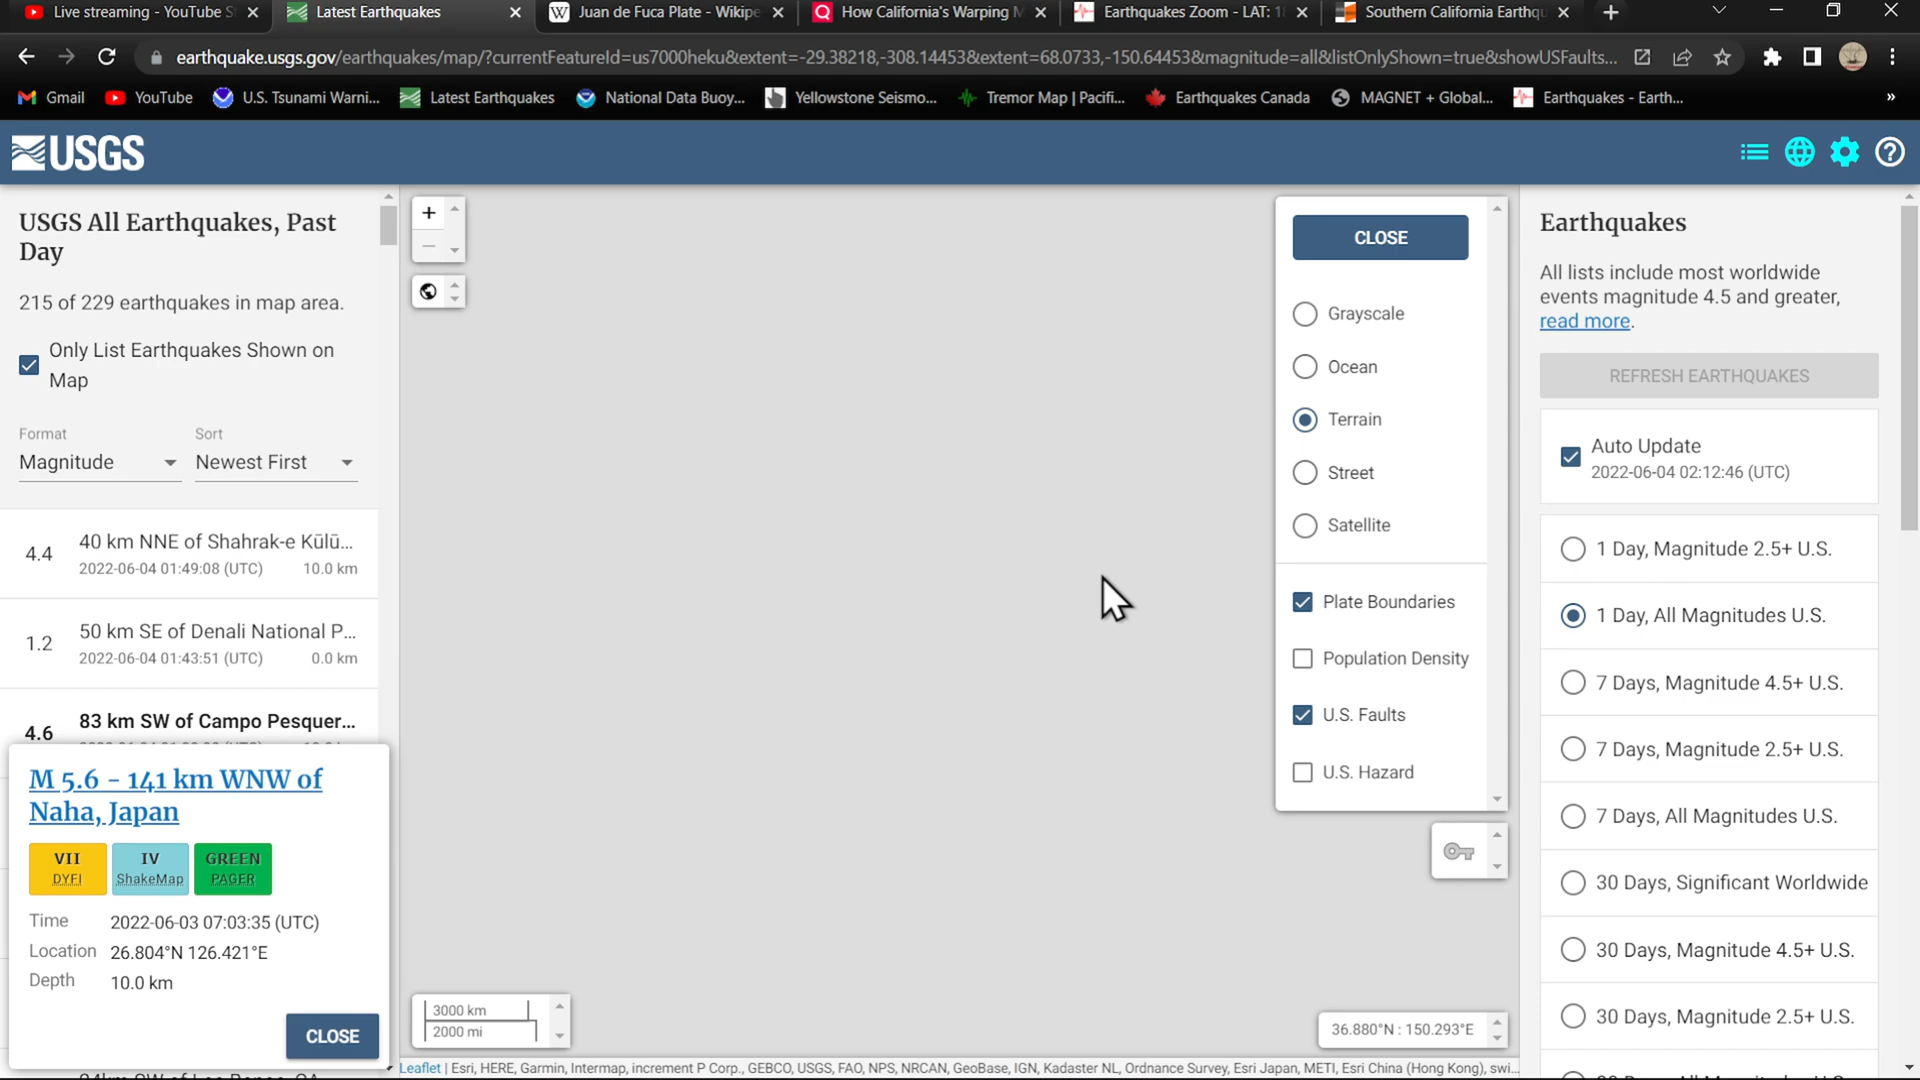 Live streaming - YouTube S
Latest Earthquakes
Juan de Fuca Plate - Wikipe
How California's Warping M
Earthquakes Zoom - LAT: 1
Southern California Earthqu
earthquake.usgs.gov/earthquakes/map/?currentFeatureId=us7000heku&extent=-29.38218,-308.14453&extent=68.0733,-150.64453&magnitude=all&listOnlyShown=true&showUSFaults...
Gmail
YouTube
U.S. Tsunami Warni...
Latest Earthquakes
National Data Buoy...
Yellowstone Seismo...
Tremor Map | Pacifi...
Earthquakes Canada
MAGNET + Global...
Earthquakes - Earth...
»
USGS
USGS All Earthquakes, Past
Day
215 of 229 earthquakes in map area.
Only List Earthquakes Shown on
Map
Format
Sort
Magnitude
Newest First
4.4
40 km NNE of Shahrak-e Kūlū...
2022-06-04 01:49:08 (UTC) 10.0 km
1.2
50 km SE of Denali National P...
2022-06-04 01:43:51 (UTC) 0.0 km
4.6
83 km SW of Campo Pesquer...
M 5.6 - 141 km WNW of
Naha, Japan
VII
DYFI
IV
ShakeMap
GREEN
PAGER
Time 2022-06-03 07:03:35 (UTC)
Location 26.804°N 126.421°E
Depth 10.0 km
CLOSE
+
−
3000 km
2000 mi
CLOSE
Grayscale
Ocean
Terrain
Street
Satellite
Plate Boundaries
Population Density
U.S. Faults
U.S. Hazard
36.880°N : 150.293°E
Leaflet | Esri, HERE, Garmin, Intermap, increment P Corp., GEBCO, USGS, FAO, NPS, NRCAN, GeoBase, IGN, Kadaster NL, Ordnance Survey, Esri Japan, METI, Esri China (Hong Kong), swi...
Earthquakes
All lists include most worldwide
events magnitude 4.5 and greater,
read more.
REFRESH EARTHQUAKES
Auto Update
2022-06-04 02:12:46 (UTC)
1 Day, Magnitude 2.5+ U.S.
1 Day, All Magnitudes U.S.
7 Days, Magnitude 4.5+ U.S.
7 Days, Magnitude 2.5+ U.S.
7 Days, All Magnitudes U.S.
30 Days, Significant Worldwide
30 Days, Magnitude 4.5+ U.S.
30 Days, Magnitude 2.5+ U.S.